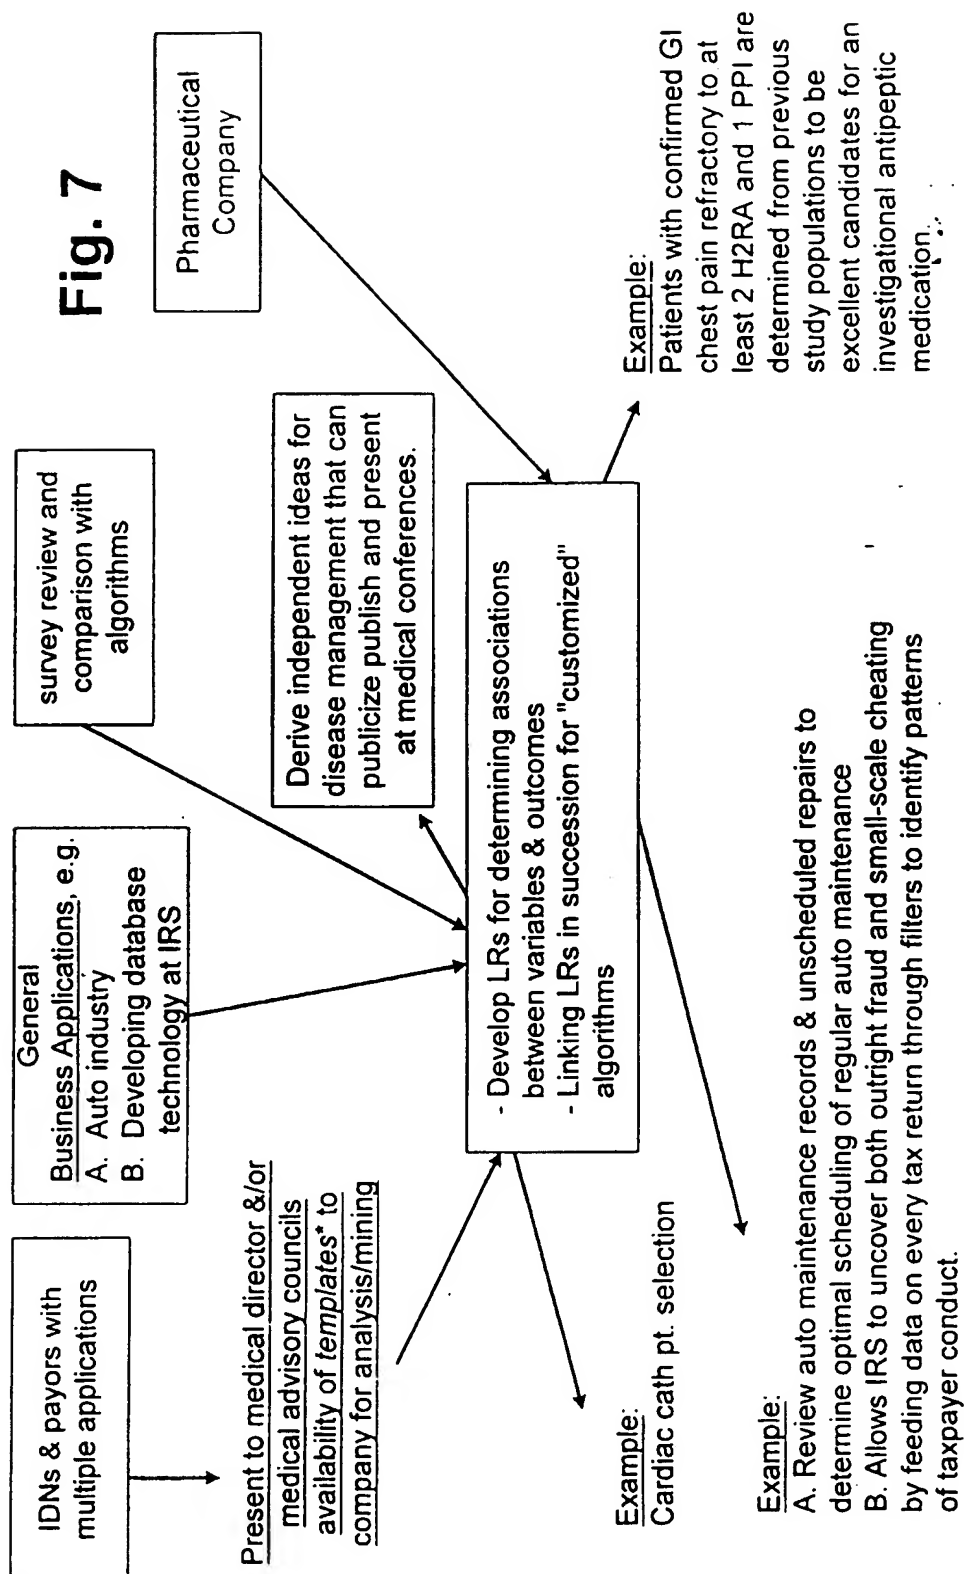 Fig. 7
IDNs & payors with
multiple applications
General
Business Applications, e.g.
A. Auto industry
B. Developing database
technology at IRS
survey review and
comparison with
algorithms
Pharmaceutical
Company
Present to medical director &/or
medical advisory councils
availability of templates* to
company for analysis/mining
Derive independent ideas for
disease management that can
publicize publish and present
at medical conferences.
- Develop LRs for determining associations
between variables & outcomes
- Linking LRs in succession for "customized"
algorithms
Example:
Cardiac cath pt. selection
Example:
Patients with confirmed GI
chest pain refractory to at
least 2 H2RA and 1 PPI are
determined from previous
study populations to be
excellent candidates for an
investigational antipeptic
medication.
Example:
A. Review auto maintenance records & unscheduled repairs to
determine optimal scheduling of regular auto maintenance
B. Allows IRS to uncover both outright fraud and small-scale cheating
by feeding data on every tax return through filters to identify patterns
of taxpayer conduct.